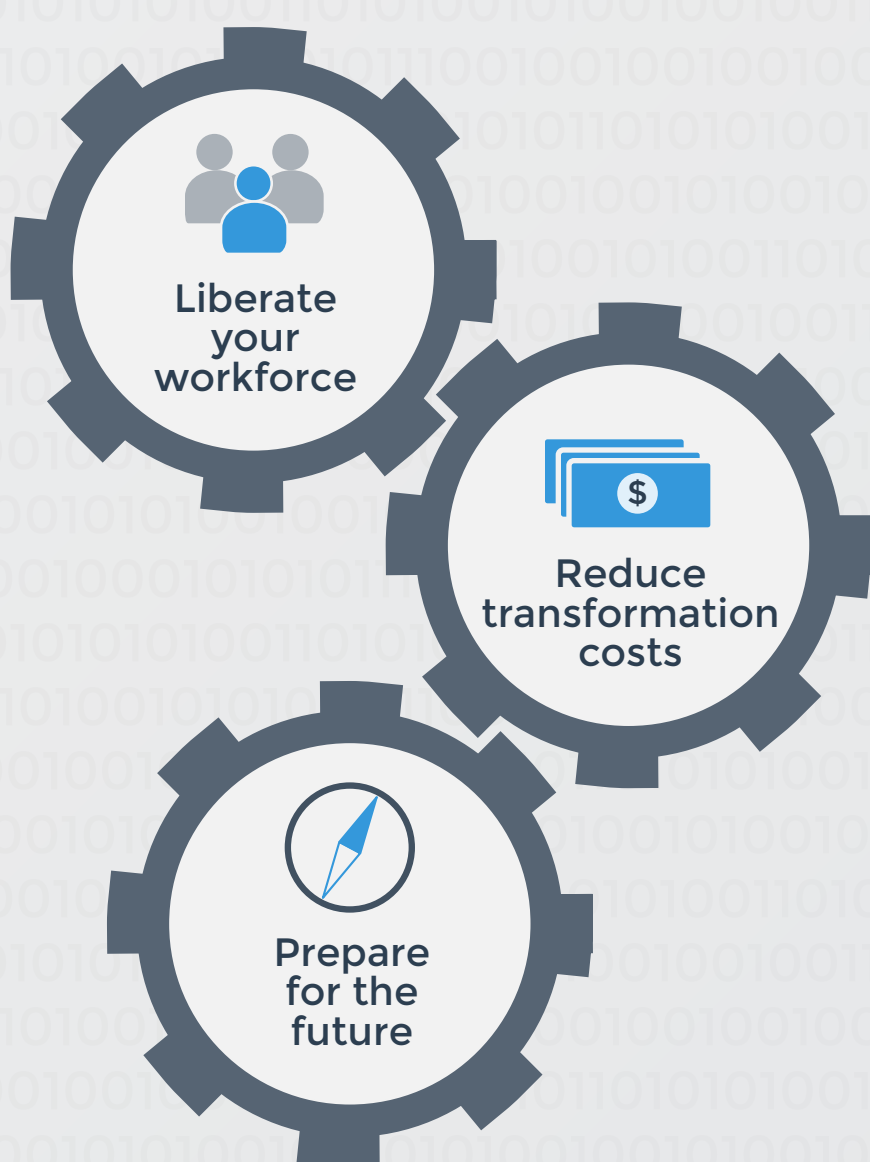 Liberate
your
workforce
$
Reduce
transformation
costs
Prepare
for the
future